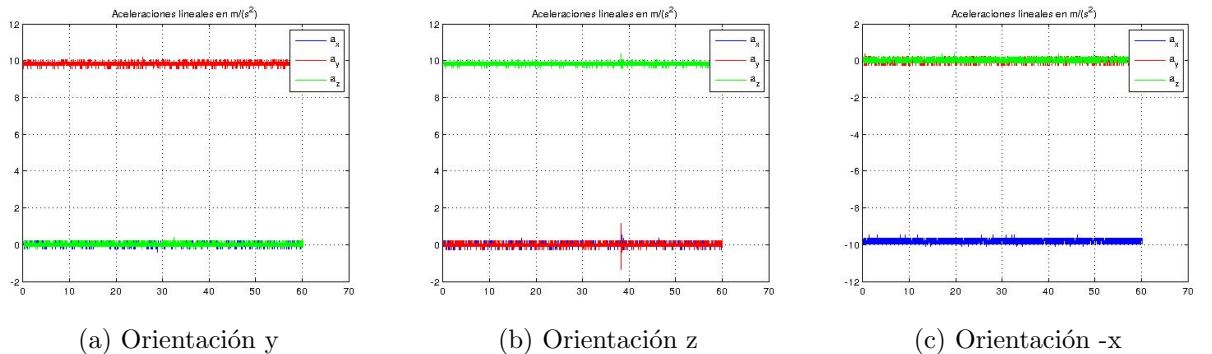 Aceleraciones lineales en m/(s²)
12
10
8
6
4
2
0
-2
0 10 20 30 40 50 60 70
a_x
a_y
a_z
(a) Orientación y
Aceleraciones lineales en m/(s²)
12
10
8
6
4
2
0
-2
0 10 20 30 40 50 60 70
a_x
a_y
a_z
(b) Orientación z
Aceleraciones lineales en m/(s²)
2
0
-2
-4
-6
-8
-10
-12
0 10 20 30 40 50 60 70
a_x
a_y
a_z
(c) Orientación -x